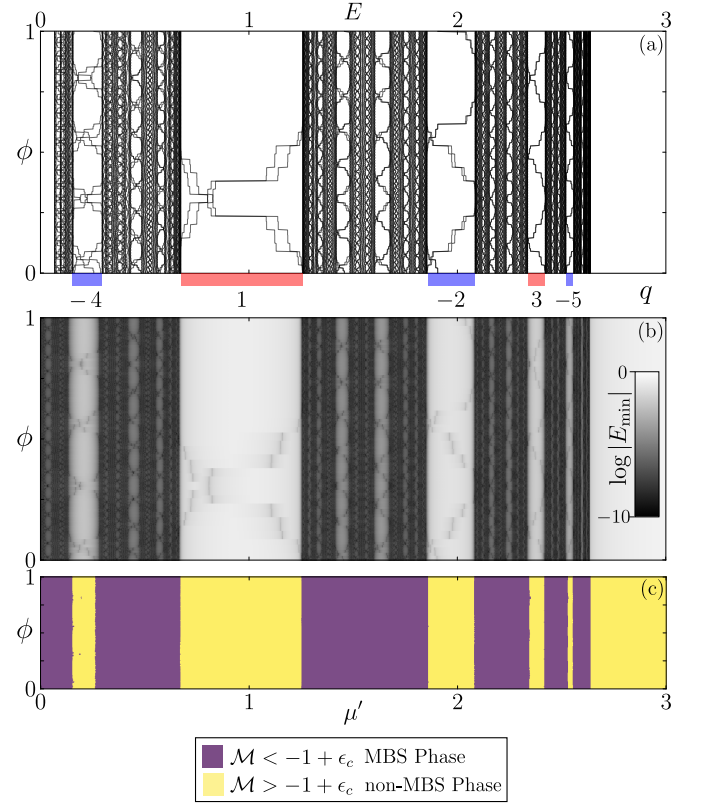 E
0 1 2 3
(a)
1
ϕ
0
−4 1 −2 3 −5 q
(b)
1
ϕ
0
0
log |E_min|
−10
(c)
1
ϕ
0
0 1 2 3
μ′
M < −1 + ϵ_c MBS Phase
M > −1 + ϵ_c non-MBS Phase